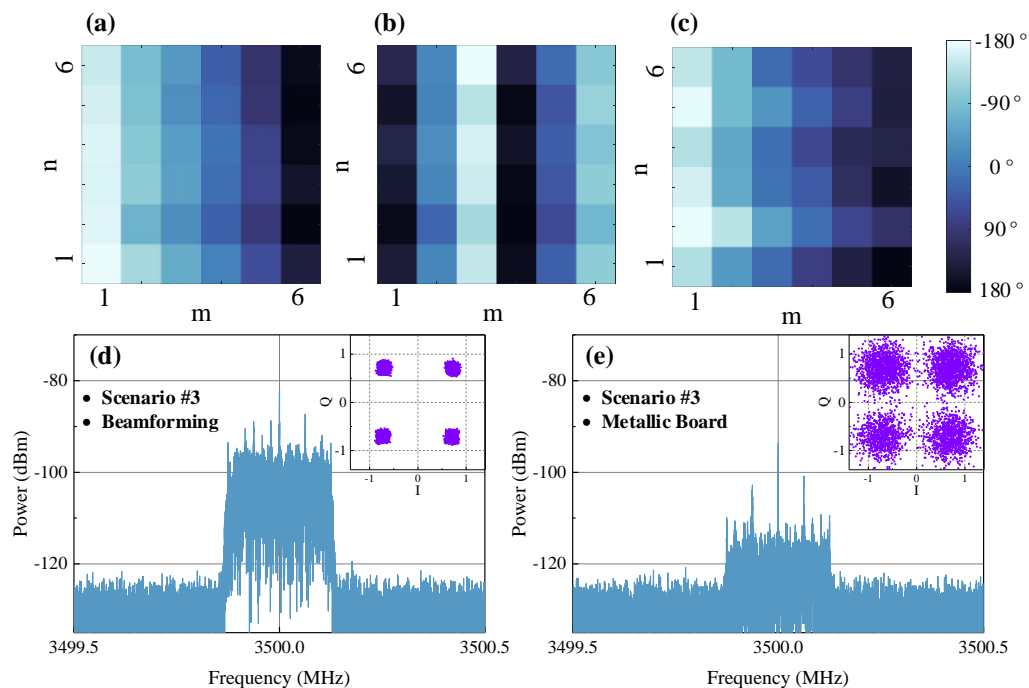 (a)
(b)
(c)
6
n
1
1
6
m
6
n
1
1
6
m
6
n
1
1
6
m
-180 °
-90 °
0 °
90 °
180 °
(d)
• Scenario #3
• Beamforming
Power (dBm)
-80
-100
-120
3499.5
3500.0
3500.5
Frequency (MHz)
Q
1
0
-1
-1
0
1
I
(e)
• Scenario #3
• Metallic Board
Power (dBm)
-80
-100
-120
3499.5
3500.0
3500.5
Frequency (MHz)
Q
1
0
-1
-1
0
1
I